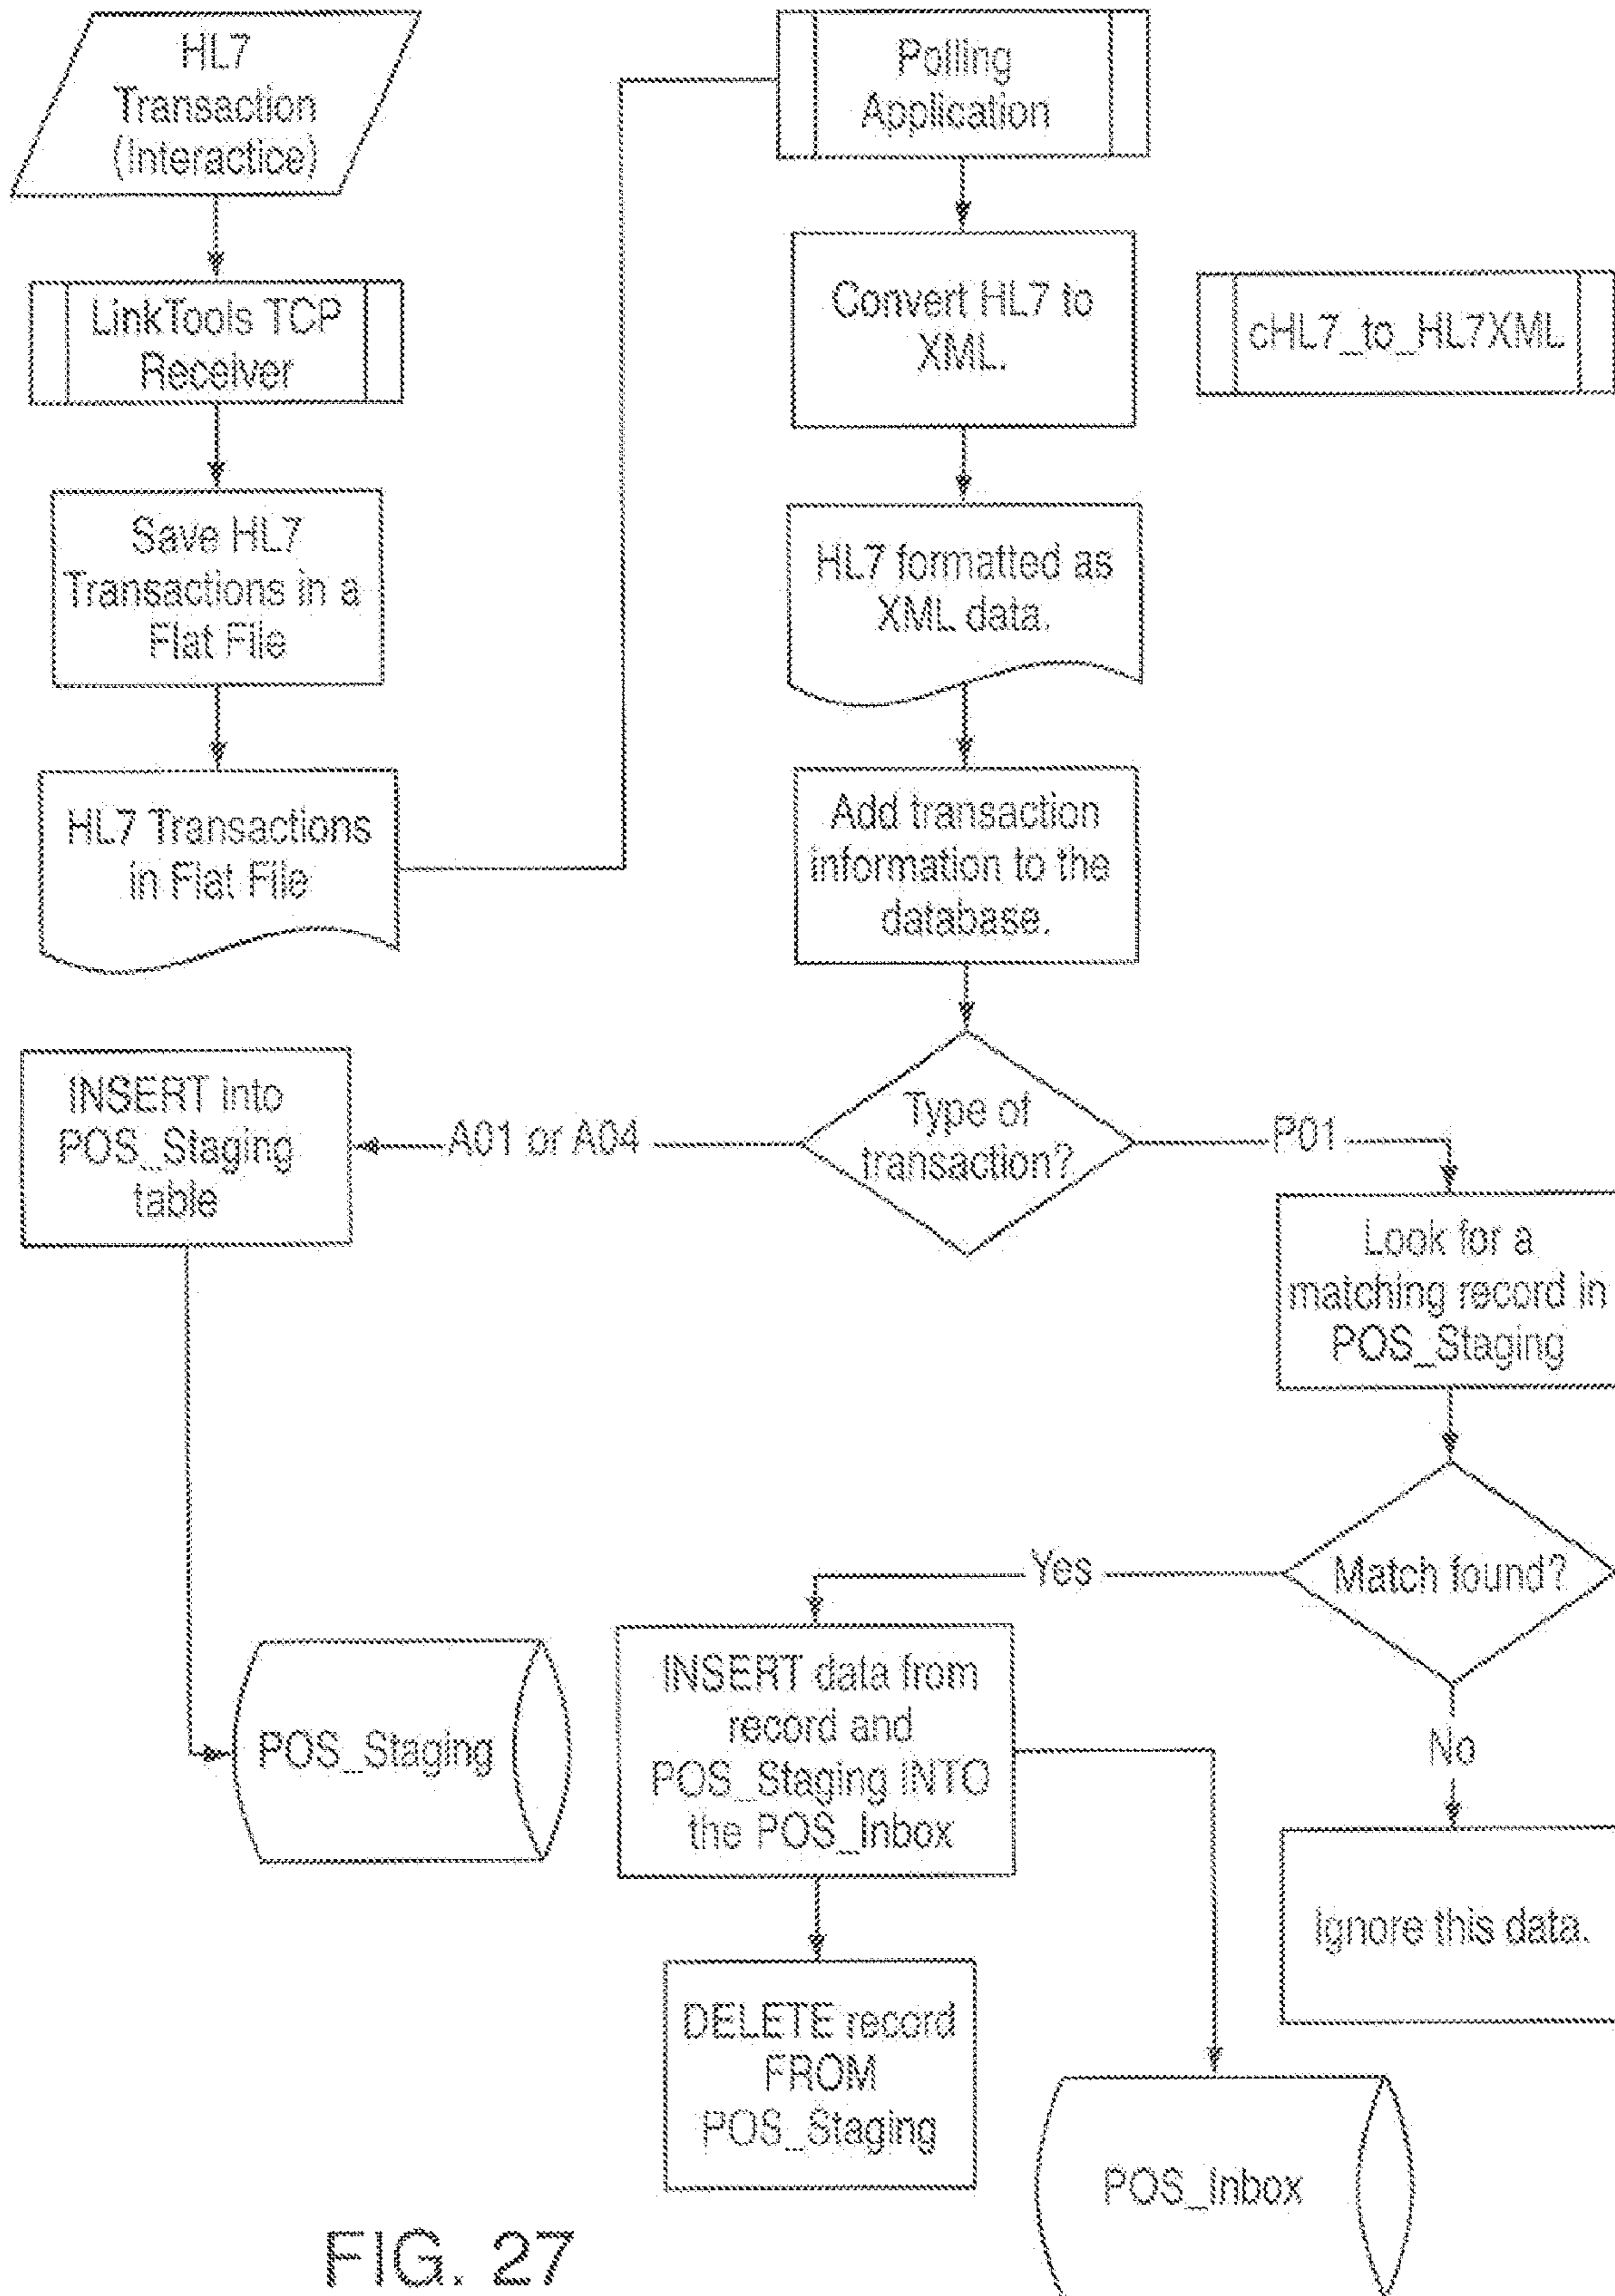 HL7
Transaction
(Interactice)
LinkTools TCP
Receiver
Save HL7
Transactions in a
Flat File
HL7 Transactions
in Flat File
Polling
Application
Convert HL7 to
XML.
cHL7_to_HL7XML
HL7 formatted as
XML data.
Add transaction
information to the
database.
Type of
transaction?
A01 or A04
P01
INSERT into
POS_Staging
table
POS_Staging
Look for a
matching record in
POS_Staging
Match found?
Yes
No
INSERT data from
record and
POS_Staging INTO
the POS_Inbox
Ignore this data.
DELETE record
FROM
POS_Staging
POS_Inbox
FIG. 27